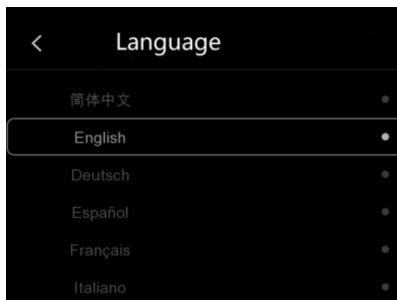 Language
简体中文
English
Deutsch
Español
Français
Italiano